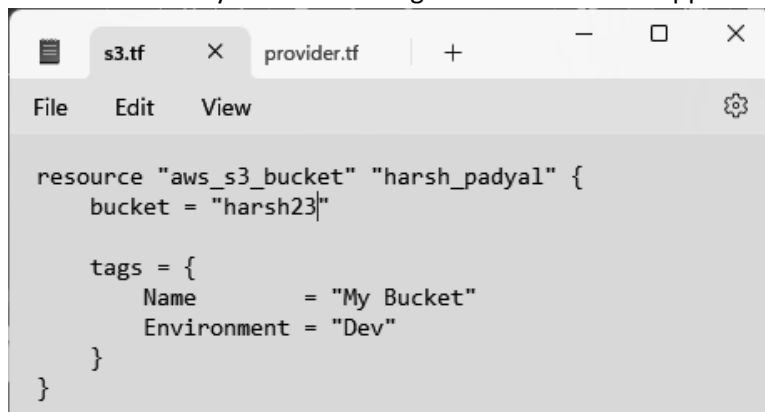 s3.tf × provider.tf +
File Edit View
resource "aws_s3_bucket" "harsh_padyal" {
    bucket = "harsh23"
    tags = {
        Name        = "My Bucket"
        Environment = "Dev"
    }
}